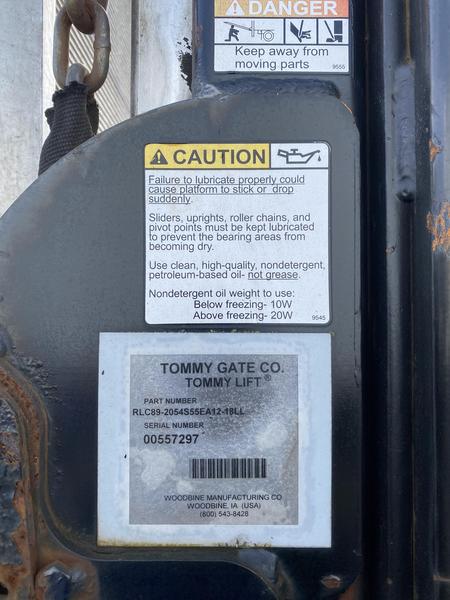 DANGER
Keep away from
moving parts
9555
CAUTION
Failure to lubricate properly could
cause platform to stick or drop
suddenly.
Sliders, uprights, roller chains, and
pivot points must be kept lubricated
to prevent the bearing areas from
becoming dry.
Use clean, high-quality, nondetergent,
petroleum-based oil- not grease.
Nondetergent oil weight to use:
Below freezing- 10W
Above freezing- 20W
9545
TOMMY GATE CO.
TOMMY LIFT ®
PART NUMBER
RLC89-2054S55EA12-18LL
SERIAL NUMBER
00557297
WOODBINE MANUFACTURING CO
WOODBINE, IA (USA)
(800) 543-8428